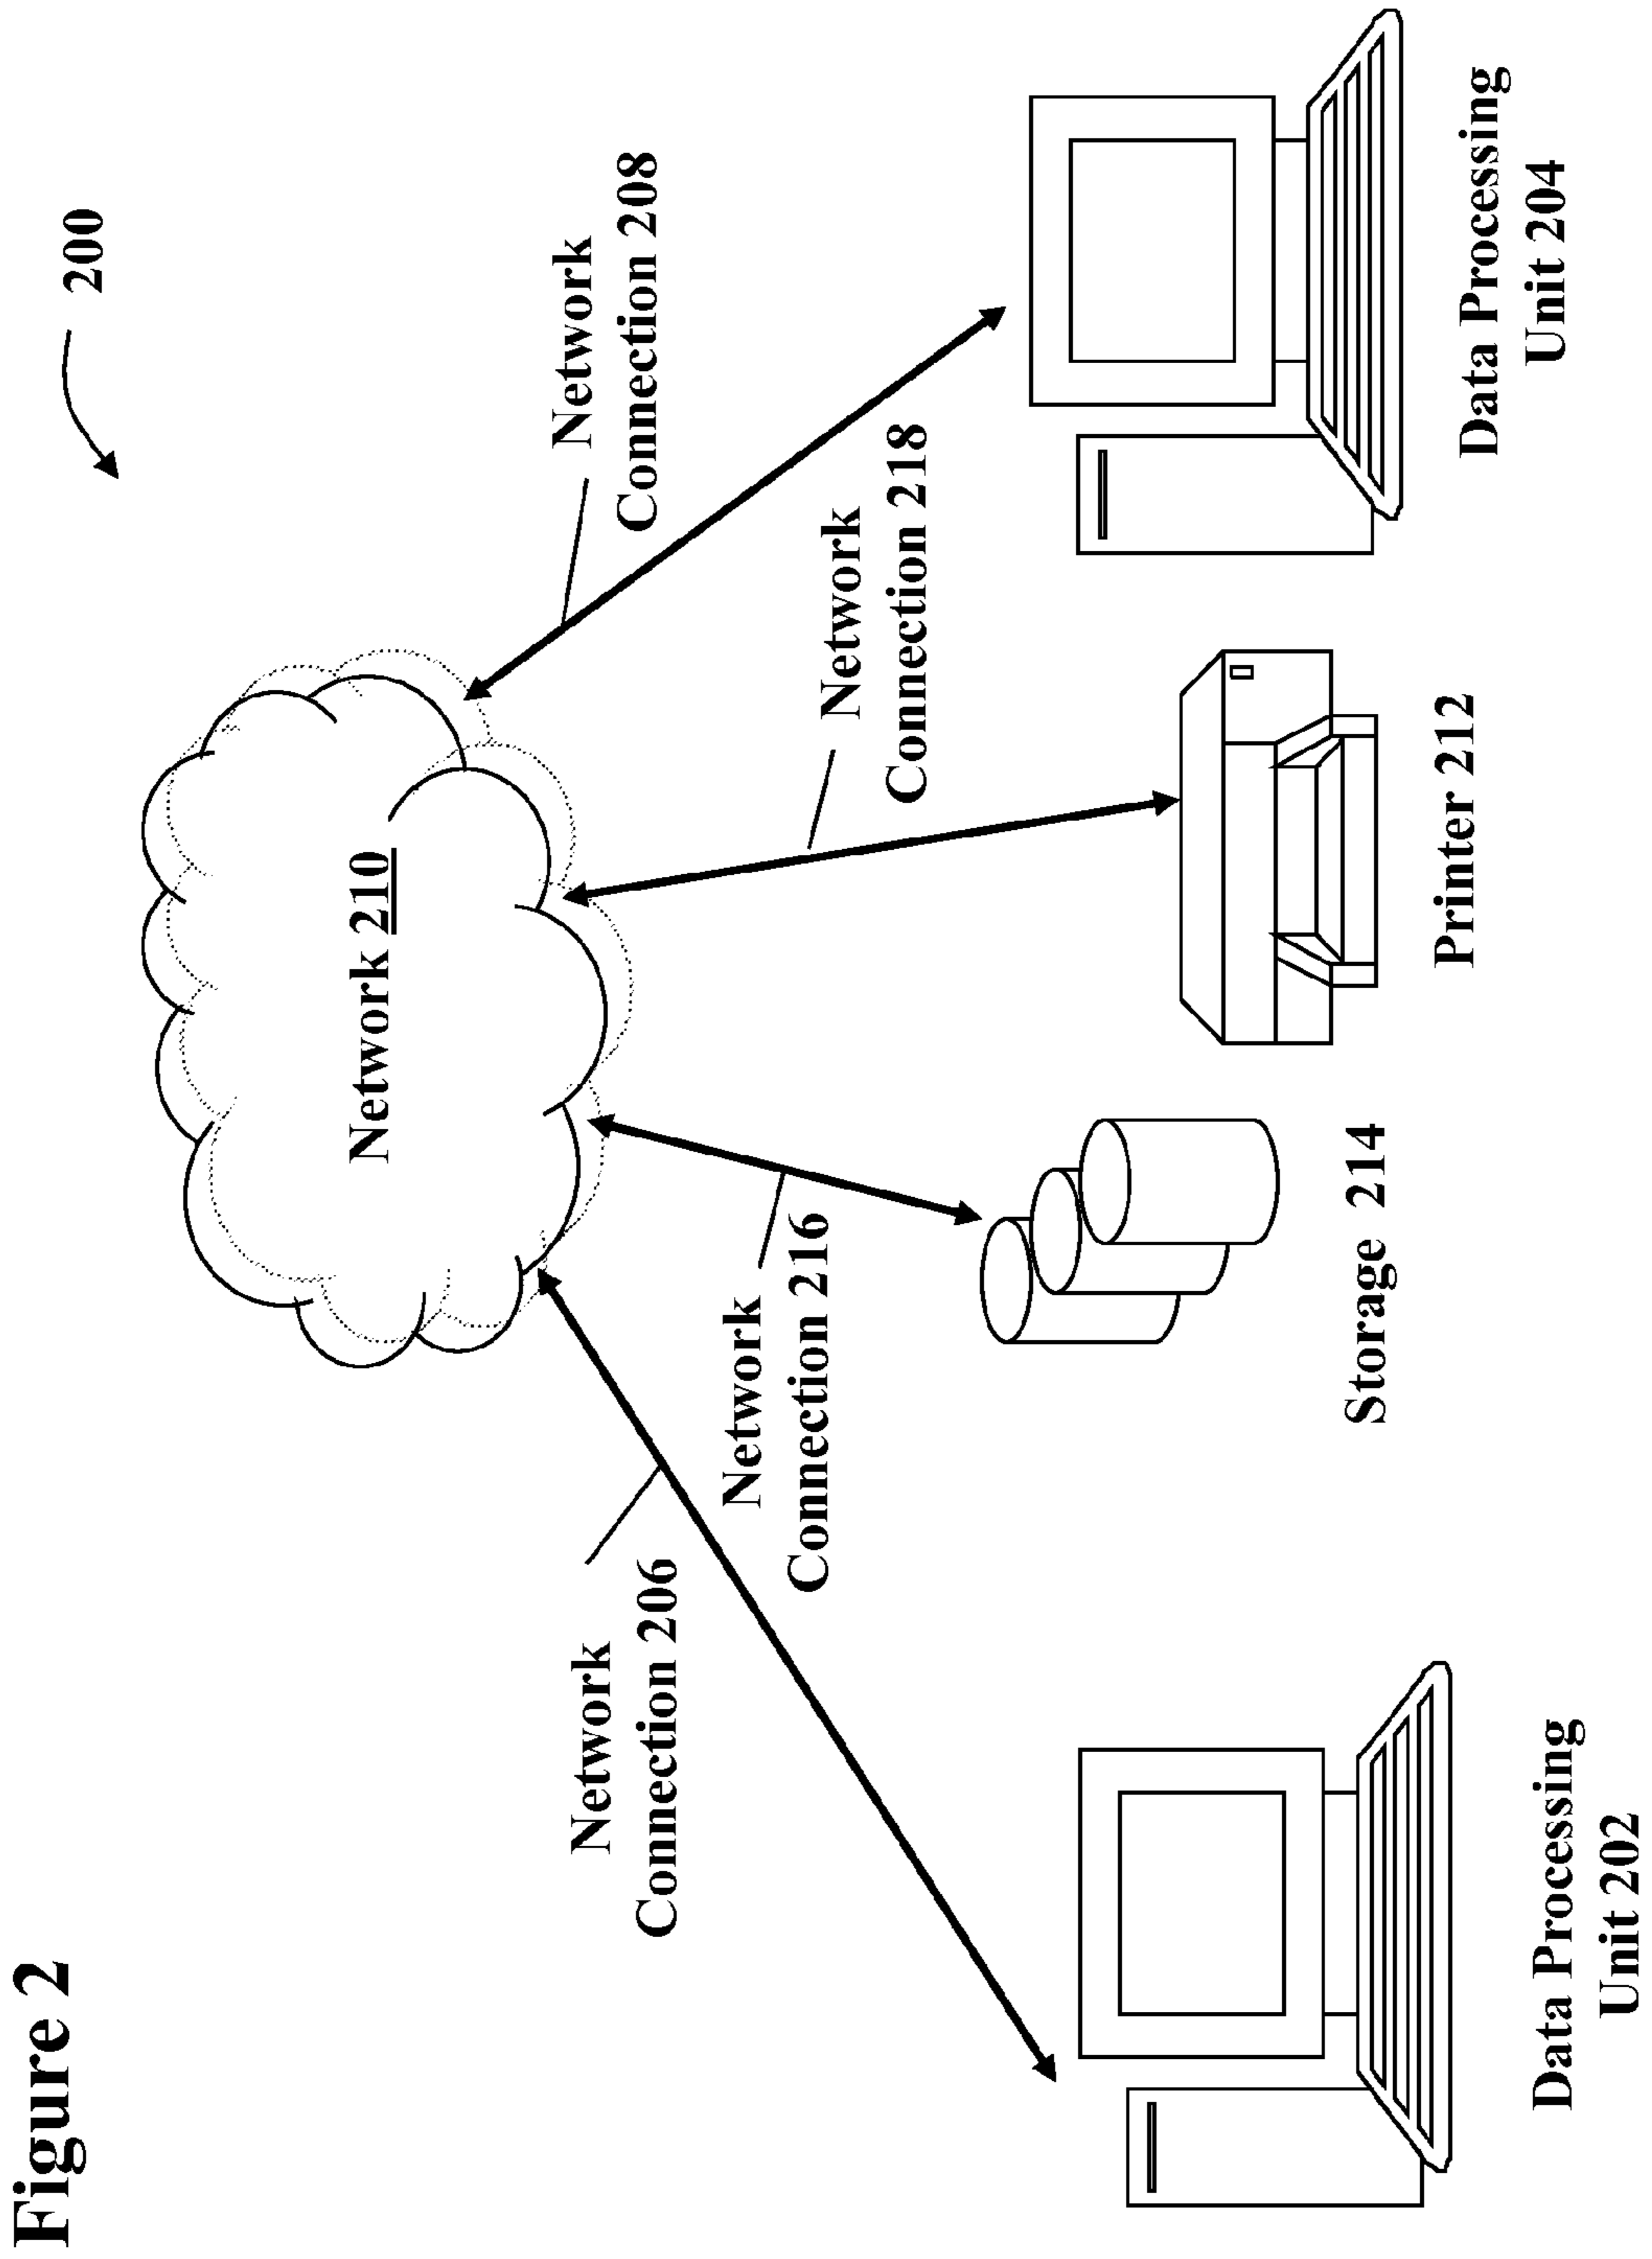 Figure 2
200
Network 210
Network
Connection 208
Network
Connection 206
Network
Connection 216
Network
Connection 218
Data Processing
Unit 202
Storage 214
Printer 212
Data Processing
Unit 204